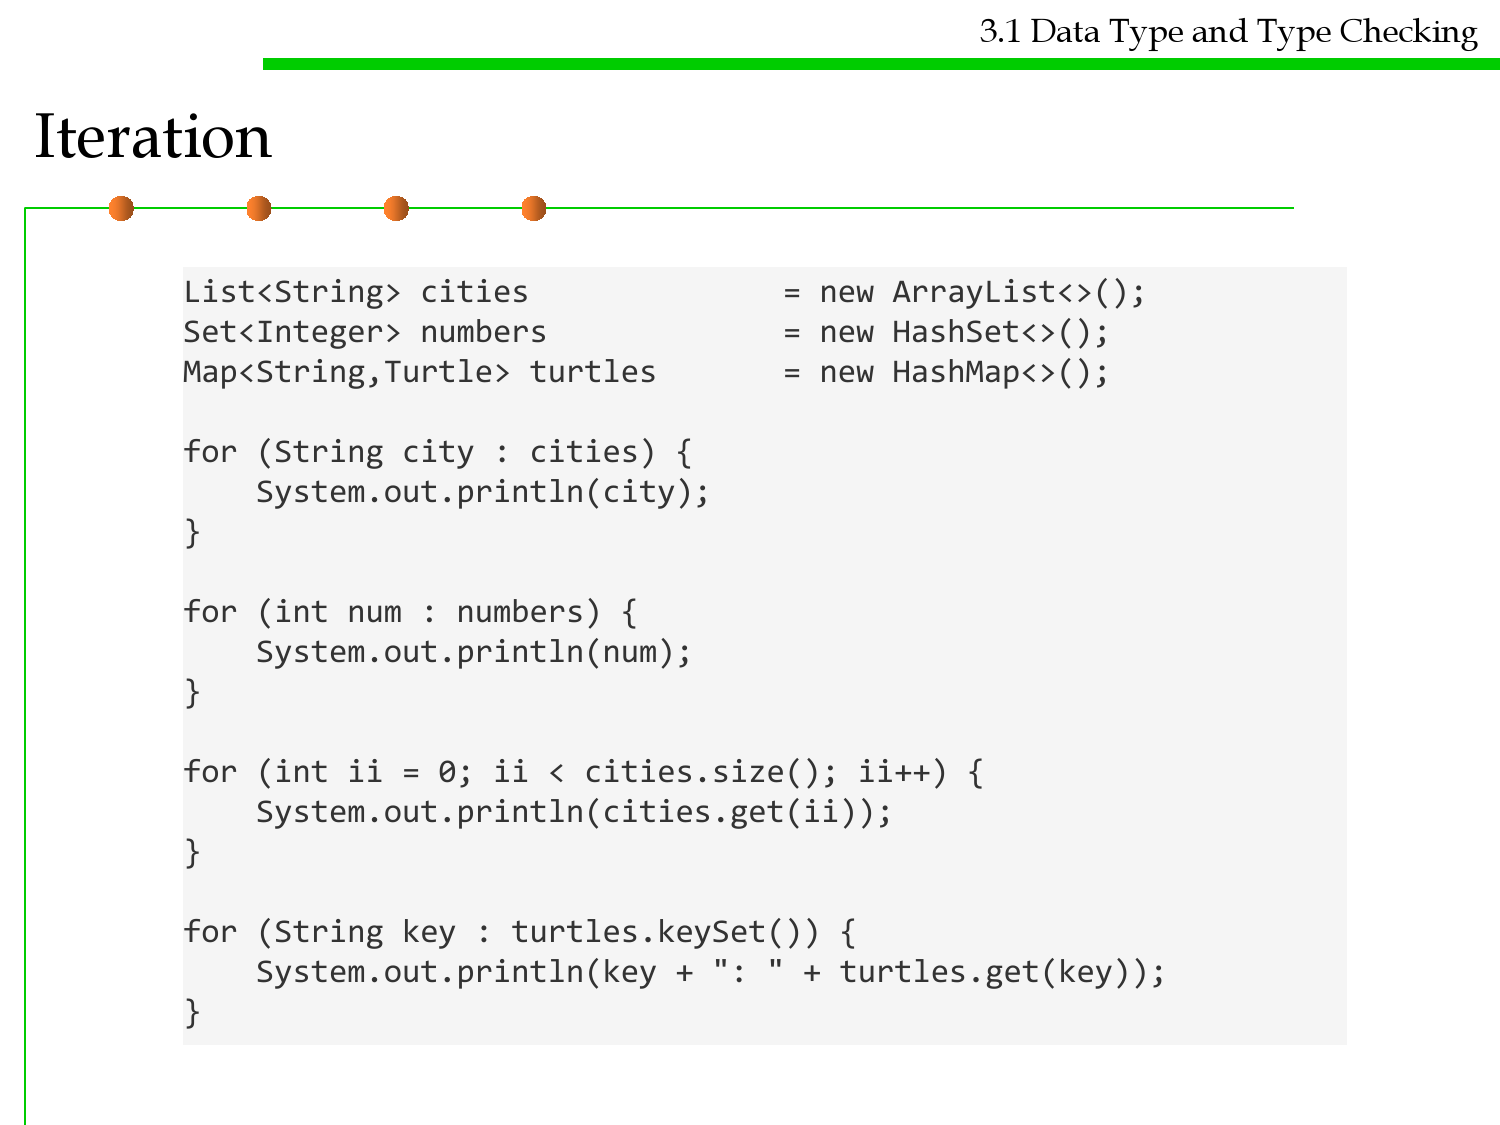 3.1 Data Type and Type Checking
Iteration
List<String> cities              = new ArrayList<>();
Set<Integer> numbers             = new HashSet<>();
Map<String,Turtle> turtles       = new HashMap<>();
for (String city : cities) {
    System.out.println(city);
}
for (int num : numbers) {
    System.out.println(num);
}
for (int ii = 0; ii < cities.size(); ii++) {
    System.out.println(cities.get(ii));
}
for (String key : turtles.keySet()) {
    System.out.println(key + ": " + turtles.get(key));
}